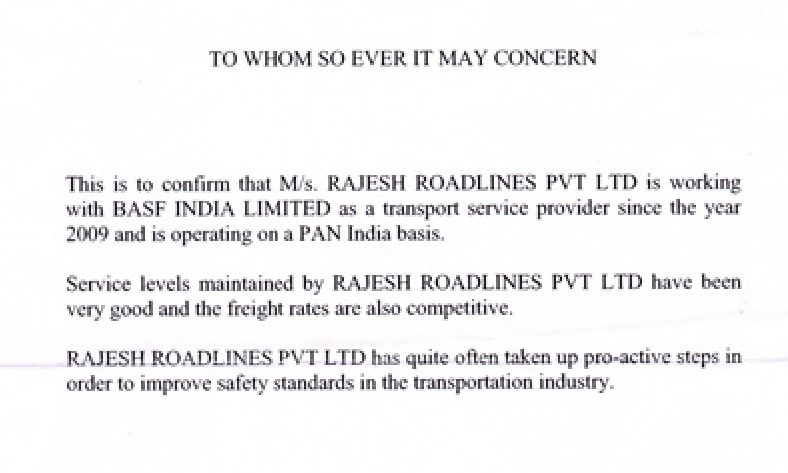 TO WHOM SO EVER IT MAY CONCERN
This is to confirm that M/s. RAJESH ROADLINES PVT LTD is working
with BASF INDIA LIMITED as a transport service provider since the year
2009 and is operating on a PAN India basis.
Service levels maintained by RAJESH ROADLINES PVT LTD have been
very good and the freight rates are also competitive.
RAJESH ROADLINES PVT LTD has quite often taken up pro-active steps in
order to improve safety standards in the transportation industry.